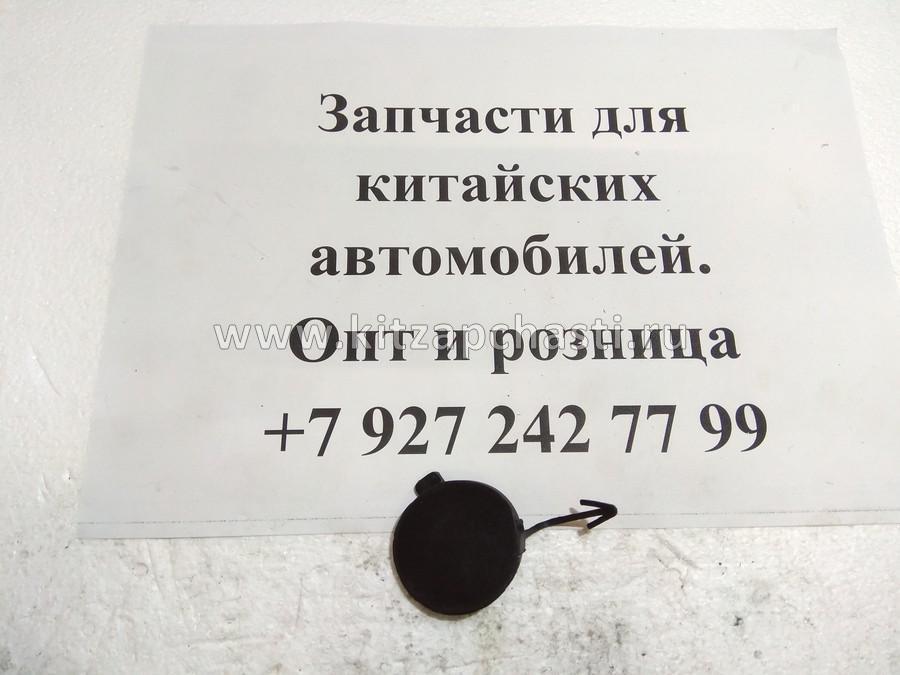 Запчасти для
китайских
автомобилей.
www.kitzapchasti.ru
Опт и розница
+7 927 242 77 99